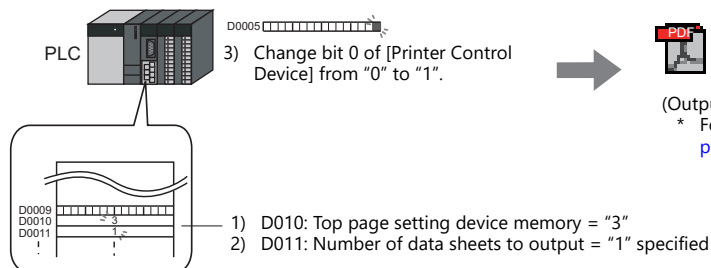 D0005
PLC
3) Change bit 0 of [Printer Control
Device] from “0” to “1”.
PDF
(Outpu
* Fo
p
D0009
D0010
3
D0011
1
1) D010: Top page setting device memory = “3”
2) D011: Number of data sheets to output = “1” specified